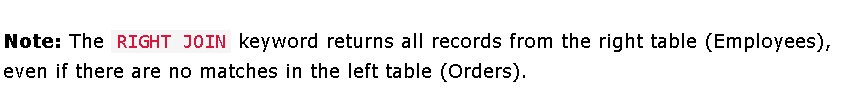 Note: The RIGHT JOIN keyword returns all records from the right table (Employees),
even if there are no matches in the left table (Orders).